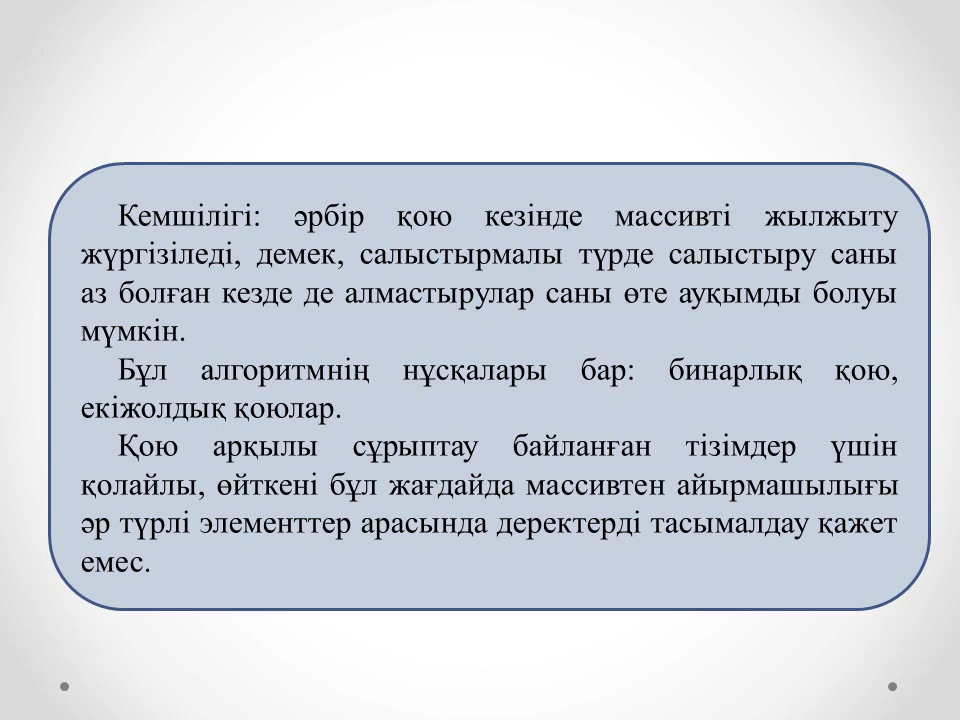 Кемшілігі: әрбір қою кезінде массивті жылжыту
жүргізіледі, демек, салыстырмалы түрде салыстыру саны
аз болған кезде де алмастырулар саны өте ауқымды болуы
мүмкін.
Бұл алгоритмнің нұсқалары бар: бинарлық қою,
екіжолдық қоюлар.
Қою арқылы сұрыптау байланған тізімдер үшін
қолайлы, өйткені бұл жағдайда массивтен айырмашылығы
әр түрлі элементтер арасында деректерді тасымалдау қажет
емес.